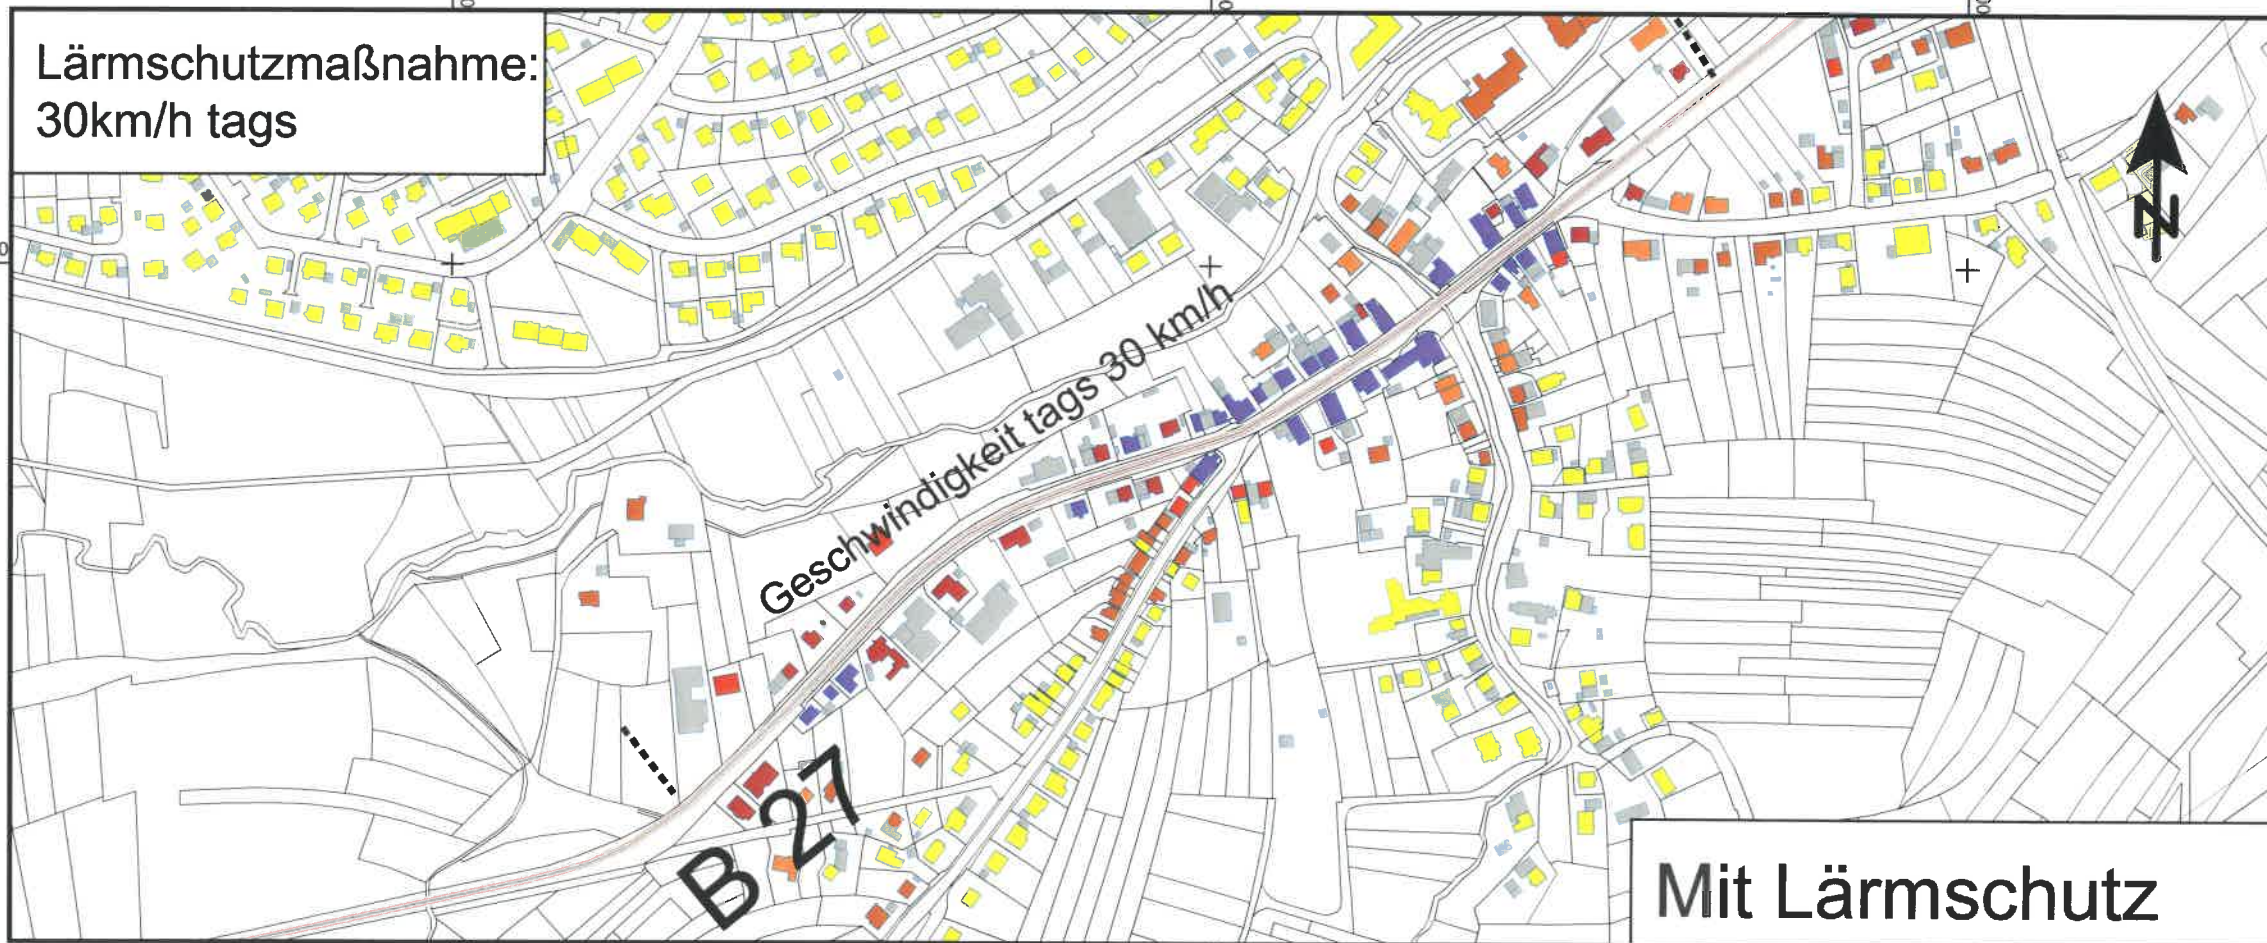 Lärmschutzmaßnahme:
30km/h tags
Geschwindigkeit tags 30 km/h
N
B 27
Mit Lärmschutz